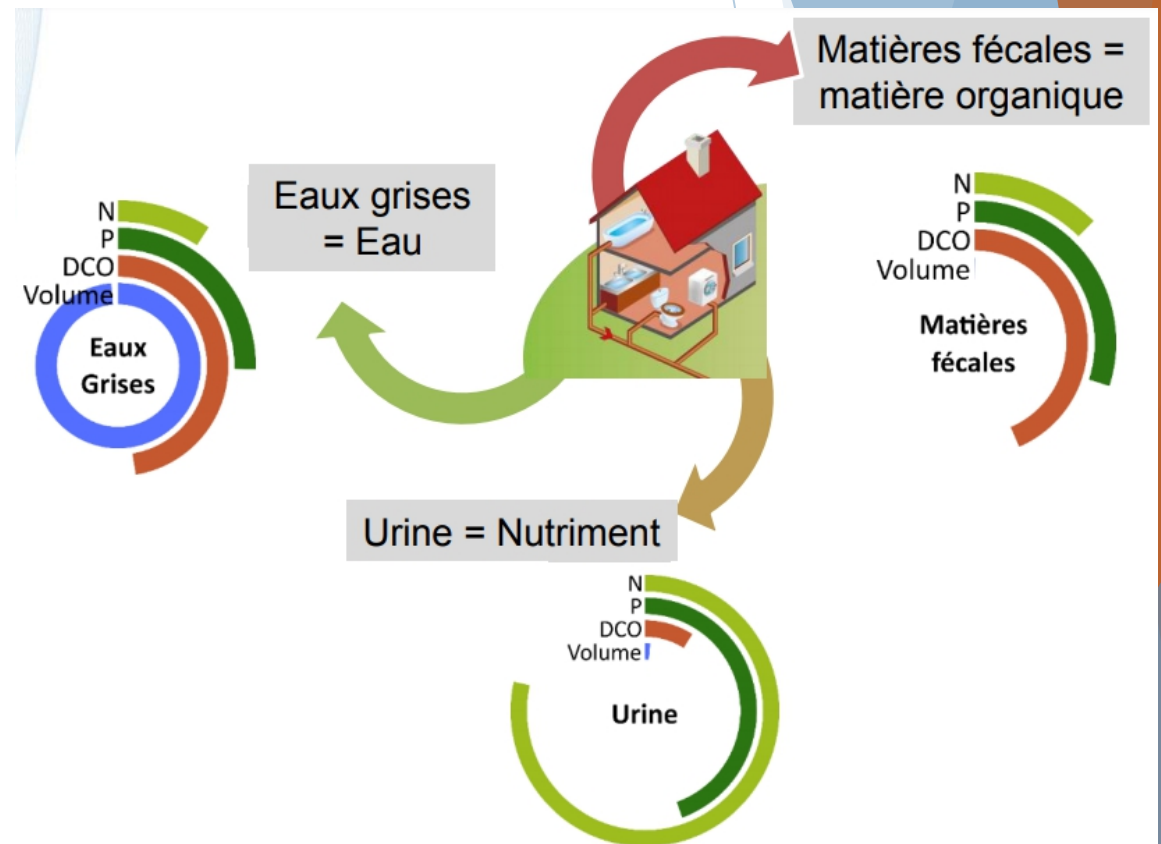 Matières fécales =
matière organique
Eaux grises
= Eau
N
P
DCO
Volume
Eaux
Grises
N
P
DCO
Volume
Matières
fécales
Urine = Nutriment
N
P
DCO
Volume
Urine